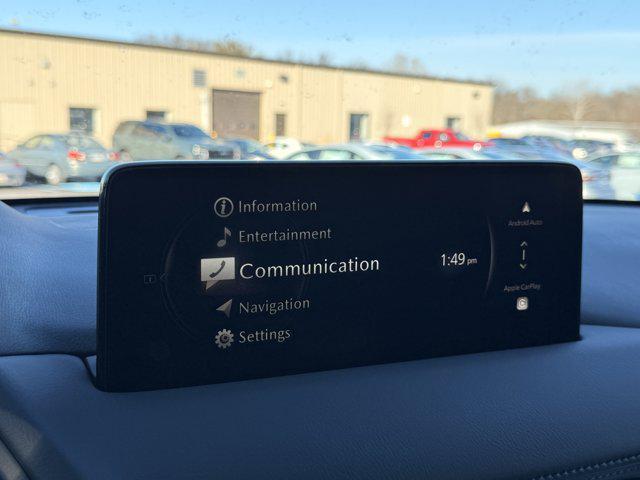 Information
Entertainment
Communication
1:49 pm
Navigation
Settings
Android Auto
Apple CarPlay